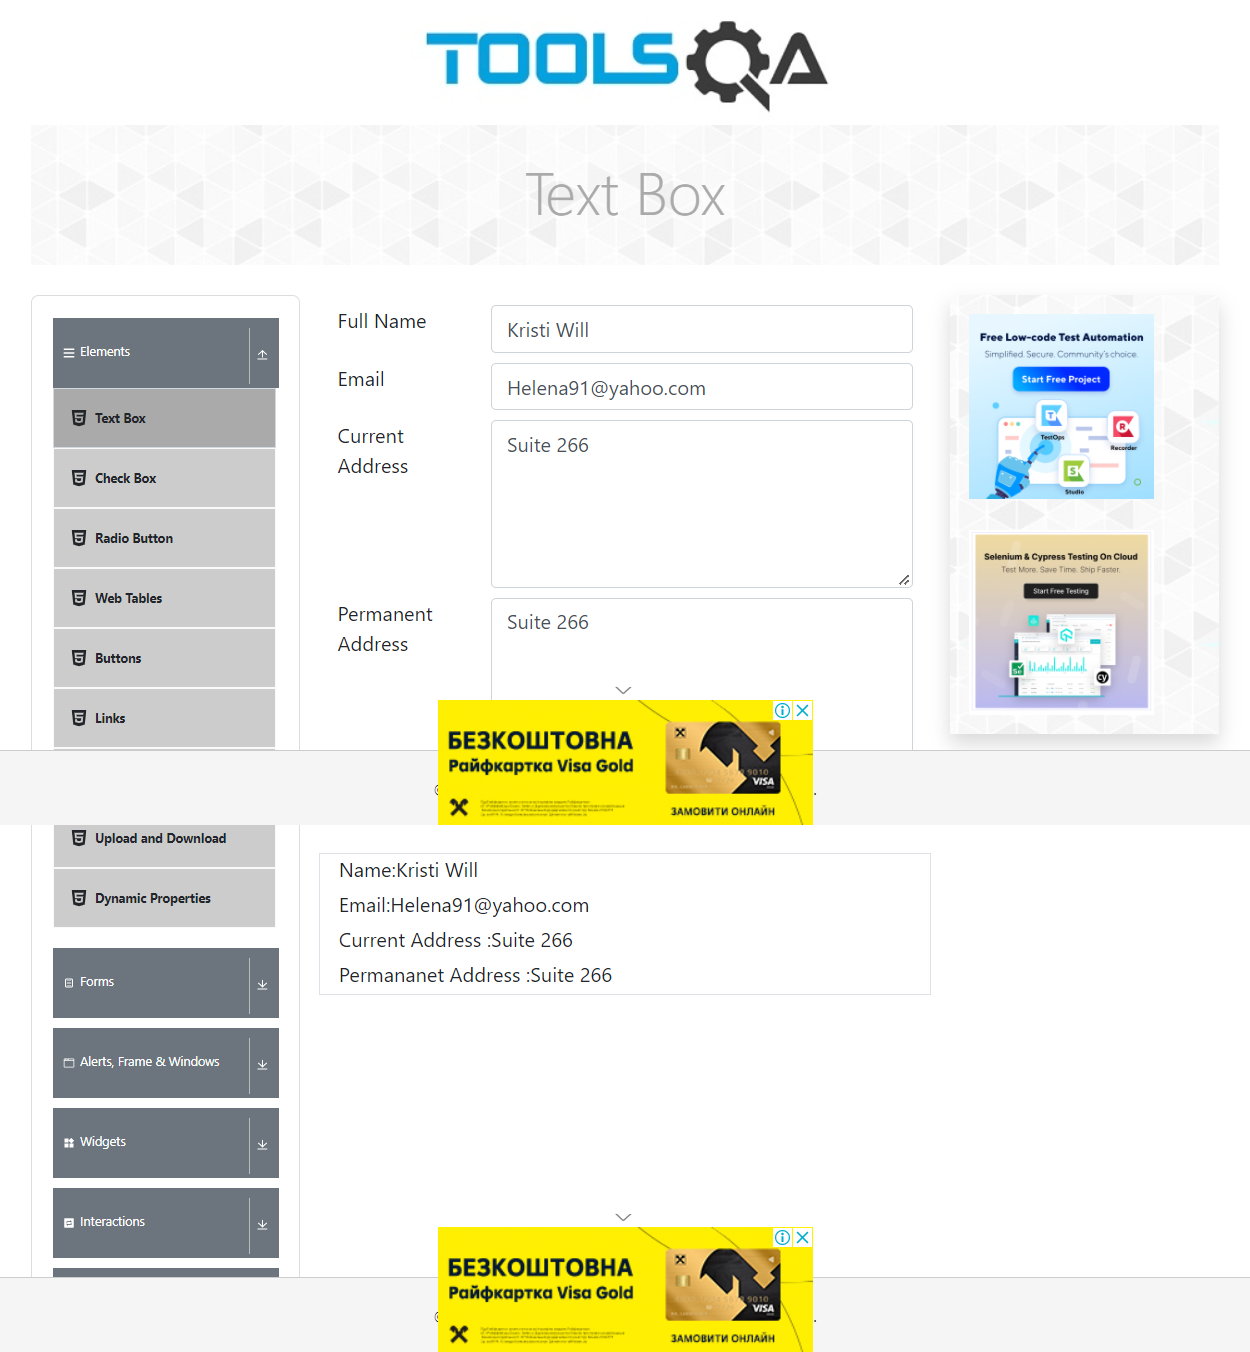 TOOLSQA
Text Box
Elements
Text Box
Check Box
Radio Button
Web Tables
Buttons
Links
Full Name
Kristi Will
Email
Helena91@yahoo.com
Current
Address
Suite 266
Permanent
Address
Suite 266
Free Low-code Test Automation
Simplified. Secure. Community's choice.
Start Free Project
TestOps
Recorder
Studio
Selenium & Cypress Testing On Cloud
Test More. Save Time. Ship Faster.
Start Free Testing
Se
cy
БЕЗКОШТОВНА
Райфкартка Visa Gold
VISA
ЗАМОВИТИ ОНЛАЙН
Upload and Download
Dynamic Properties
Name:Kristi Will
Email:Helena91@yahoo.com
Current Address :Suite 266
Permananet Address :Suite 266
Forms
Alerts, Frame & Windows
Widgets
Interactions
БЕЗКОШТОВНА
Райфкартка Visa Gold
VISA
ЗАМОВИТИ ОНЛАЙН